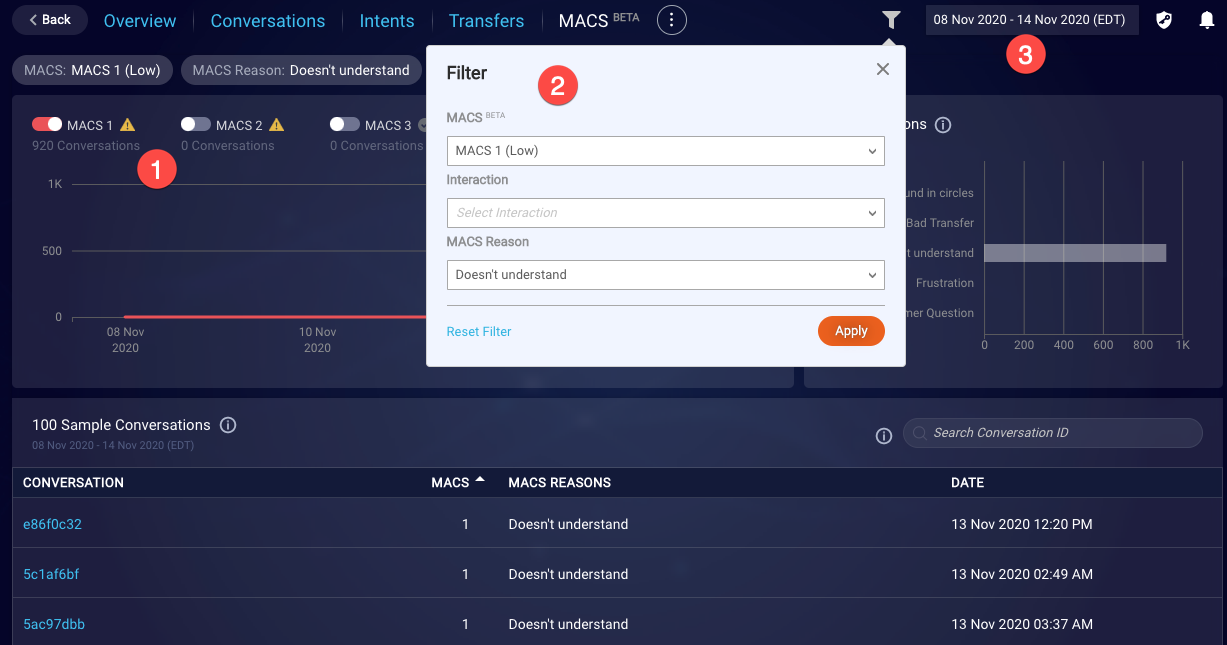 Back
Overview
Conversations
Intents
Transfers
MACS BETA
08 Nov 2020 - 14 Nov 2020 (EDT)
3
MACS: MACS 1 (Low)
MACS Reason: Doesn't understand
Filter
2
MACS BETA
MACS 1 (Low)
Interaction
Select Interaction
MACS Reason
Doesn't understand
Reset Filter
Apply
MACS 1
920 Conversations
MACS 2
0 Conversations
MACS 3
0 Conversations
1
1K
500
0
08 Nov
2020
10 Nov
2020
ons
und in circles
Bad Transfer
t understand
Frustration
mer Question
0 200 400 600 800 1K
100 Sample Conversations
08 Nov 2020 - 14 Nov 2020 (EDT)
Search Conversation ID
CONVERSATION MACS MACS REASONS DATE
e86f0c32 1 Doesn't understand 13 Nov 2020 12:20 PM
5c1af6bf 1 Doesn't understand 13 Nov 2020 02:49 AM
5ac97dbb 1 Doesn't understand 13 Nov 2020 03:37 AM